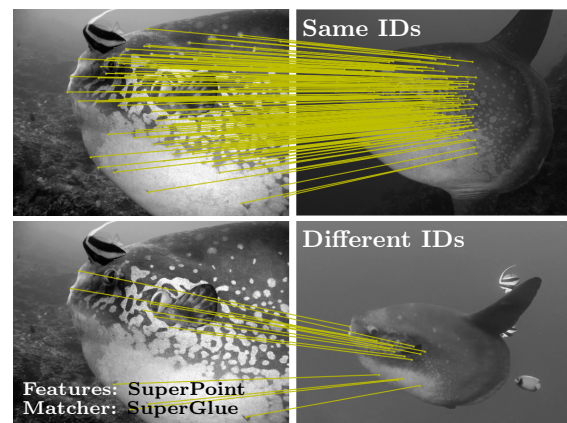 Same IDs
Different IDs
Features: SuperPoint
Matcher: SuperGlue